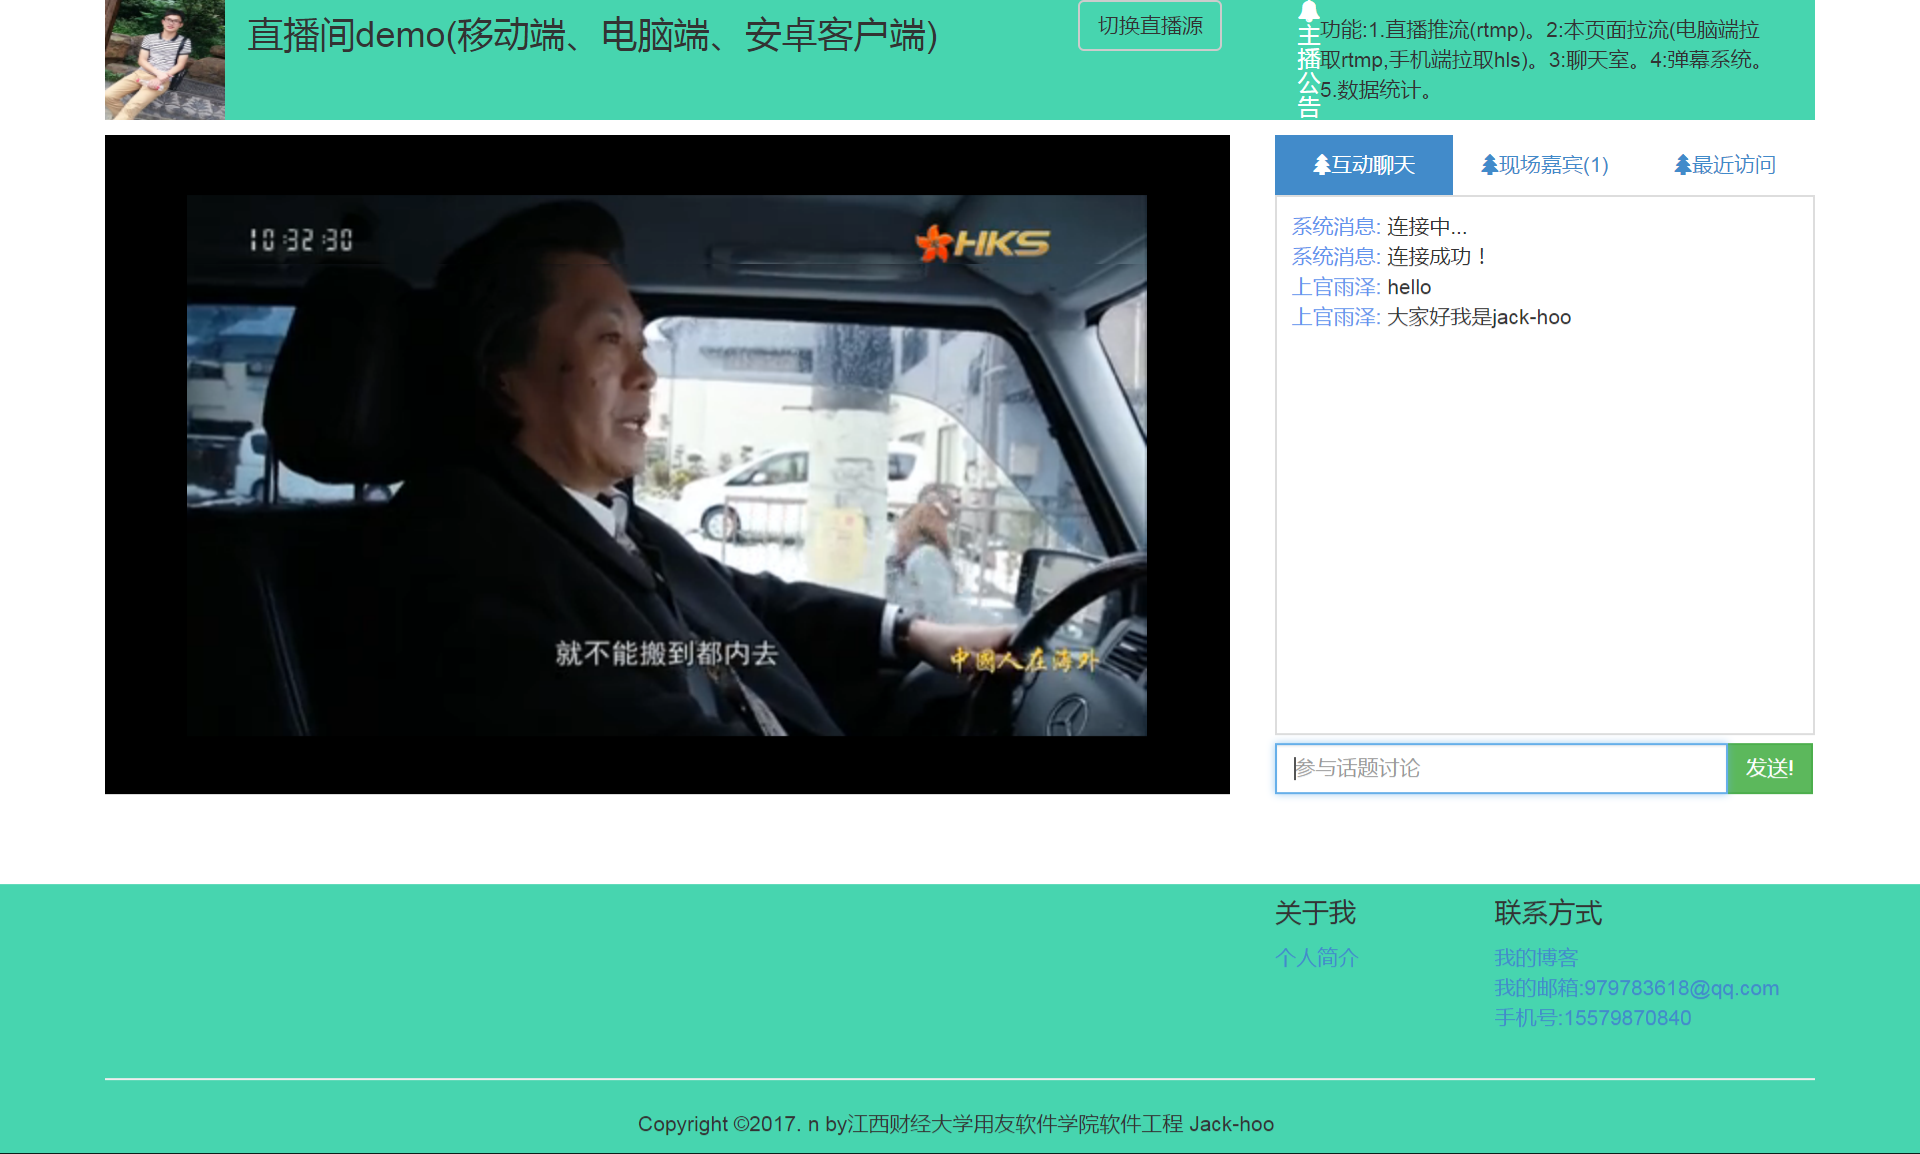 直播间demo(移动端、电脑端、安卓客户端)
切换直播源
主播公告
功能:1.直播推流(rtmp)。2:本页面拉流(电脑端拉
取rtmp,手机端拉取hls)。3:聊天室。4:弹幕系统。
5.数据统计。
10:32:30
HKS
就不能搬到都内去
中國人在海外
互动聊天
现场嘉宾(1)
最近访问
系统消息: 连接中...
系统消息: 连接成功！
上官雨泽: hello
上官雨泽: 大家好我是jack-hoo
参与话题讨论
发送!
关于我
个人简介
联系方式
我的博客
我的邮箱:979783618@qq.com
手机号:15579870840
Copyright ©2017. n by江西财经大学用友软件学院软件工程 Jack-hoo